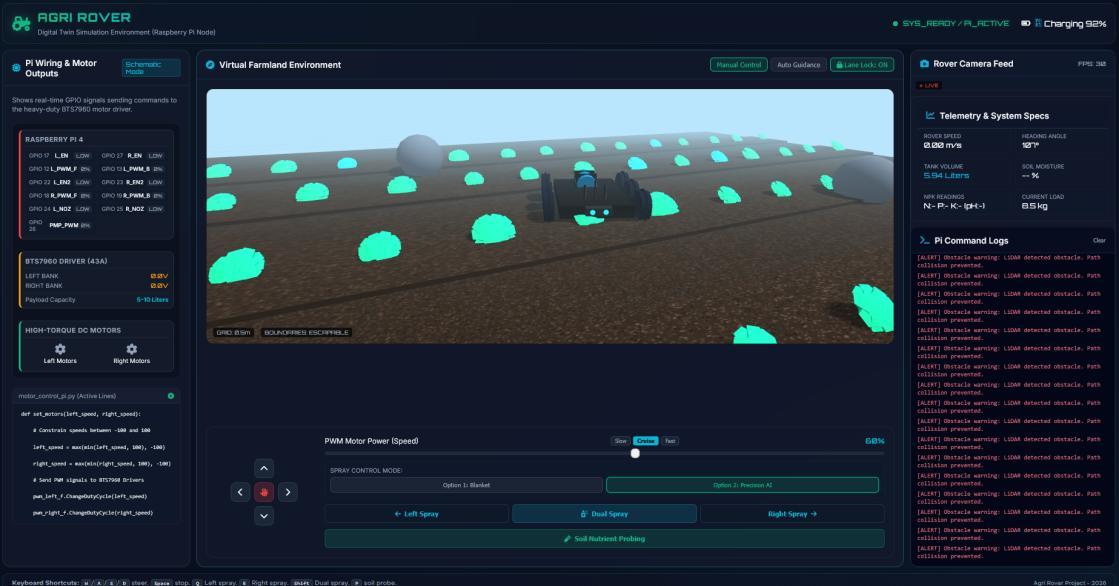 AGRI ROVER
Digital Twin Simulation Environment (Raspberry Pi Node)
SYS_READY / PI_ACTIVE
Charging 92%
Pi Wiring & Motor
Outputs
Schematic
Mode
Shows real-time GPIO signals sending commands to
the heavy-duty BTS7960 motor driver.
RASPBERRY PI 4
GPIO 17 L_EN LOW GPIO 27 R_EN LOW
GPIO 12 L_PWM_F 0% GPIO 13 L_PWM_B 0%
GPIO 22 L_EN2 LOW GPIO 23 R_EN2 LOW
GPIO 18 R_PWM_F 0% GPIO 19 R_PWM_B 0%
GPIO 24 L_NOZ LOW GPIO 25 R_NOZ LOW
GPIO
26 PMP_PWM 0%
BTS7960 DRIVER (43A)
LEFT BANK 0.0V
RIGHT BANK 0.0V
Payload Capacity 5-10 Liters
HIGH-TORQUE DC MOTORS
Left Motors Right Motors
motor_control_pi.py (Active Lines)
def set_motors(left_speed, right_speed):
# Constrain speeds between -100 and 100
left_speed = max(min(left_speed, 100), -100)
right_speed = max(min(right_speed, 100), -100)
# Send PWM signals to BTS7960 Drivers
pwm_left_f.ChangeDutyCycle(left_speed)
pwm_right_f.ChangeDutyCycle(right_speed)
Virtual Farmland Environment
Manual Control Auto Guidance Lane Lock: ON
GRID: 0.5m BOUNDARIES: ESCAPABLE
PWM Motor Power (Speed)
Slow Cruise Fast
60%
SPRAY CONTROL MODE:
Option 1: Blanket Option 2: Precision AI
← Left Spray Dual Spray Right Spray →
Soil Nutrient Probing
Rover Camera Feed
FPS: 30
LIVE
Telemetry & System Specs
ROVER SPEED HEADING ANGLE
0.00 m/s 107°
TANK VOLUME SOIL MOISTURE
5.94 Liters -- %
NPK READINGS CURRENT LOAD
N:- P:- K:- (pH:-) 8.5 kg
Pi Command Logs
Clear
[ALERT] Obstacle warning: LiDAR detected obstacle. Path
collision prevented.
[ALERT] Obstacle warning: LiDAR detected obstacle. Path
collision prevented.
[ALERT] Obstacle warning: LiDAR detected obstacle. Path
collision prevented.
[ALERT] Obstacle warning: LiDAR detected obstacle. Path
collision prevented.
[ALERT] Obstacle warning: LiDAR detected obstacle. Path
collision prevented.
[ALERT] Obstacle warning: LiDAR detected obstacle. Path
collision prevented.
[ALERT] Obstacle warning: LiDAR detected obstacle. Path
collision prevented.
[ALERT] Obstacle warning: LiDAR detected obstacle. Path
collision prevented.
[ALERT] Obstacle warning: LiDAR detected obstacle. Path
collision prevented.
[ALERT] Obstacle warning: LiDAR detected obstacle. Path
collision prevented.
[ALERT] Obstacle warning: LiDAR detected obstacle. Path
collision prevented.
[ALERT] Obstacle warning: LiDAR detected obstacle. Path
collision prevented.
[ALERT] Obstacle warning: LiDAR detected obstacle. Path
collision prevented.
[ALERT] Obstacle warning: LiDAR detected obstacle. Path
collision prevented.
[ALERT] Obstacle warning: LiDAR detected obstacle. Path
collision prevented.
[ALERT] Obstacle warning: LiDAR detected obstacle. Path
collision prevented.
[ALERT] Obstacle warning: LiDAR detected obstacle. Path
collision prevented.
Keyboard Shortcuts: W / A / S / D steer, Space stop, Q Left spray, E Right spray, Shift Dual spray, P soil probe.
Agri Rover Project - 2026